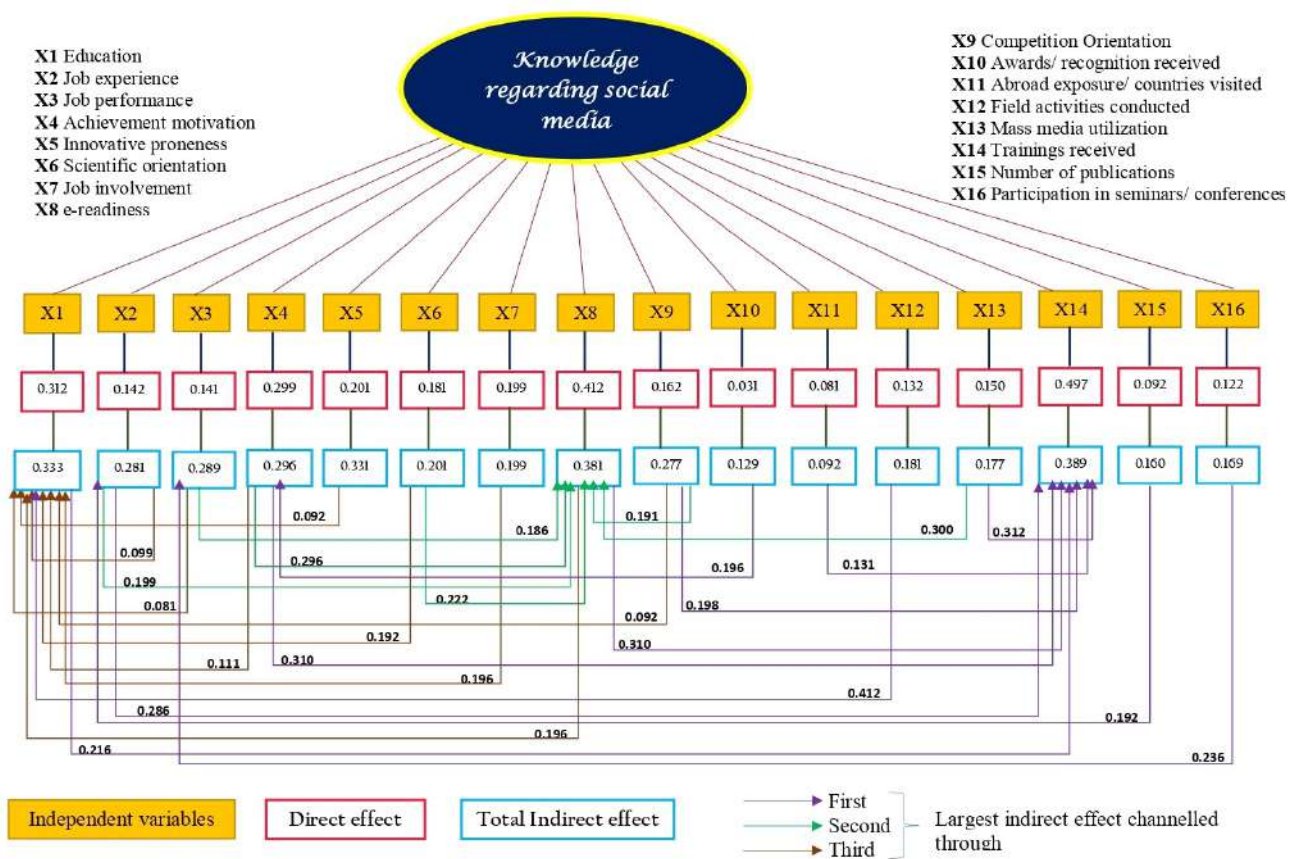 Knowledge
regarding social
media
X1 Education
X2 Job experience
X3 Job performance
X4 Achievement motivation
X5 Innovative proneness
X6 Scientific orientation
X7 Job involvement
X8 e-readiness
X9 Competition Orientation
X10 Awards/ recognition received
X11 Abroad exposure/ countries visited
X12 Field activities conducted
X13 Mass media utilization
X14 Trainings received
X15 Number of publications
X16 Participation in seminars/ conferences
X1 X2 X3 X4 X5 X6 X7 X8 X9 X10 X11 X12 X13 X14 X15 X16
0.312 0.142 0.141 0.299 0.201 0.181 0.199 0.412 0.162 0.031 0.081 0.132 0.150 0.497 0.092 0.122
0.333 0.281 0.289 0.296 0.331 0.201 0.199 0.381 0.277 0.129 0.092 0.181 0.177 0.389 0.160 0.169
0.092 0.186 0.191 0.300 0.312
0.099 0.296 0.196 0.131
0.199
0.081 0.222 0.092 0.198
0.192 0.310
0.111 0.310
0.196
0.412
0.286 0.192
0.216 0.196 0.236
Independent variables
Direct effect
Total Indirect effect
First
Second
Third
Largest indirect effect channelled
through